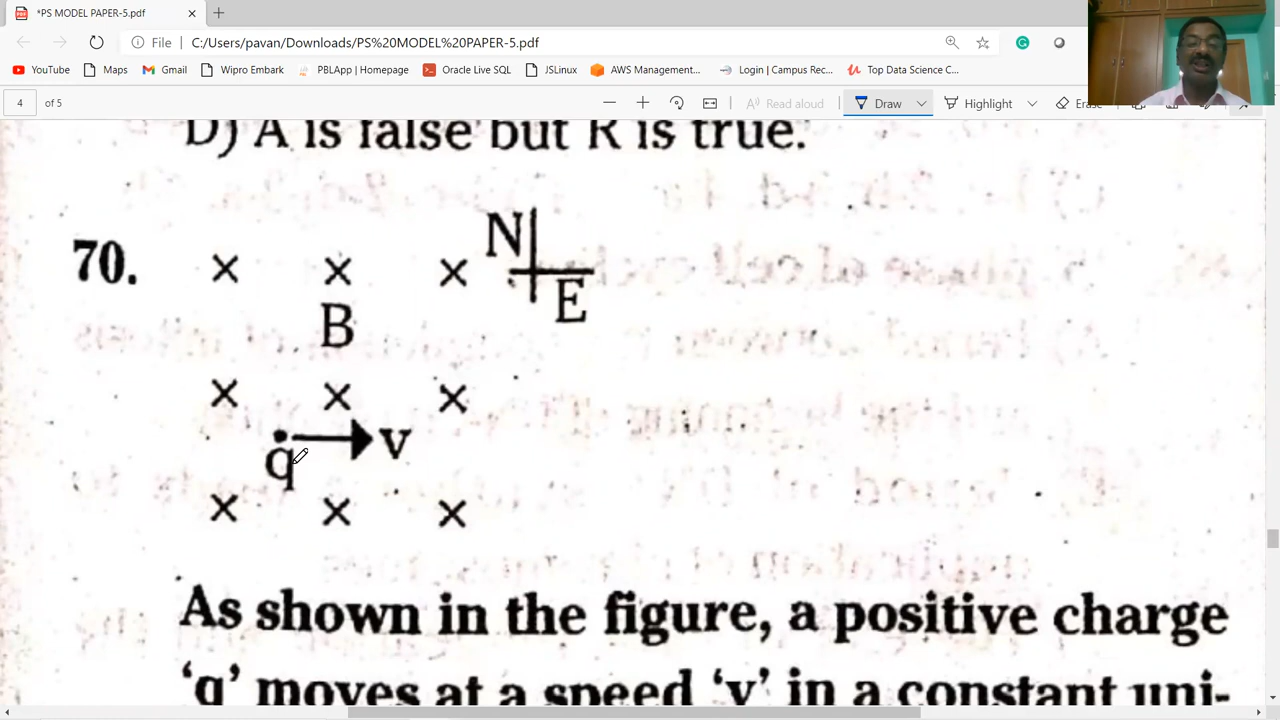 *PS MODEL PAPER-5.pdf
File C:/Users/pavan/Downloads/PS%20MODEL%20PAPER-5.pdf
YouTube Maps Gmail Wipro Embark PBLApp | Homepage Oracle Live SQL JSLinux AWS Management... Login | Campus Rec... Top Data Science C...
4 of 5 Read aloud Draw Highlight Erase
D) A is false but R is true.
70. × × × N
E
B
× × ×
q v
× × ×
As shown in the figure, a positive charge
‘q’ moves at a speed ‘v’ in a constant uni-